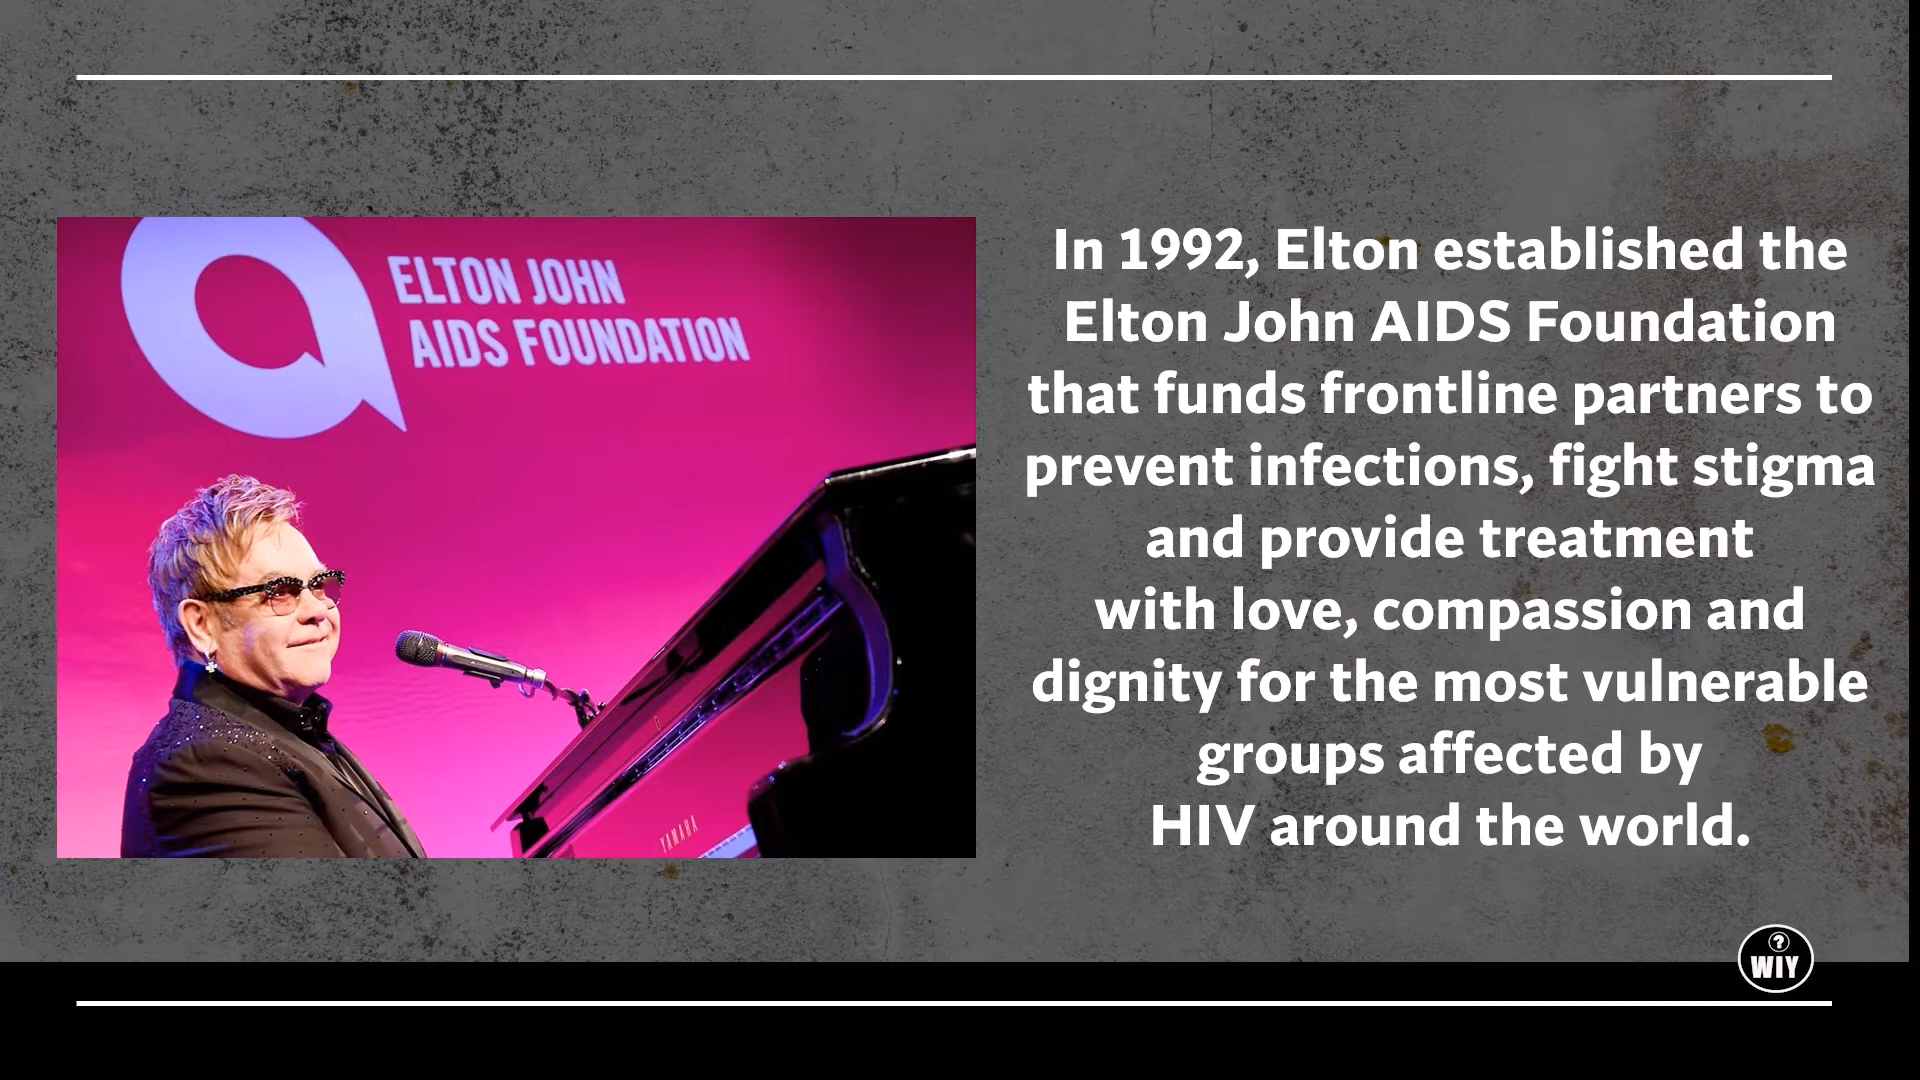 ELTON JOHN
AIDS FOUNDATION
YAMAHA
In 1992, Elton established the
Elton John AIDS Foundation
that funds frontline partners to
prevent infections, fight stigma
and provide treatment
with love, compassion and
dignity for the most vulnerable
groups affected by
HIV around the world.
?
WIY